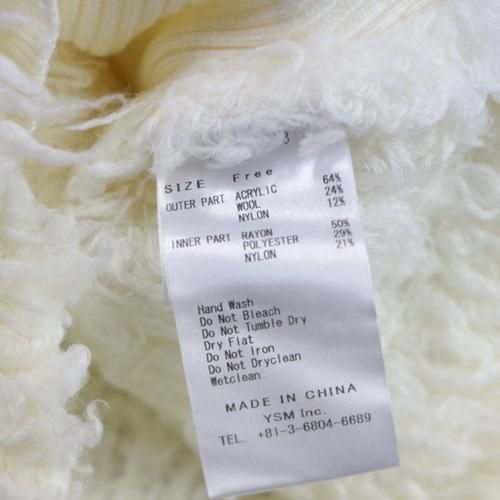 3
SIZE Free
OUTER PART ACRYLIC 64%
WOOL 24%
NYLON 12%
INNER PART RAYON 50%
POLYESTER 29%
NYLON 21%
Hand Wash
Do Not Bleach
Do Not Tumble Dry
Dry Flat
Do Not Iron
Do Not Dryclean
Wetclean
MADE IN CHINA
YSM Inc.
TEL. +81-3-6804-6689